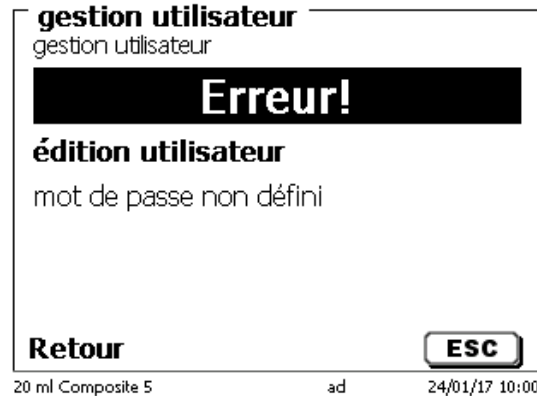 gestion utilisateur
gestion utilisateur
Erreur!
édition utilisateur
mot de passe non défini
Retour ESC
20 ml Composite 5 ad 24/01/17 10:00